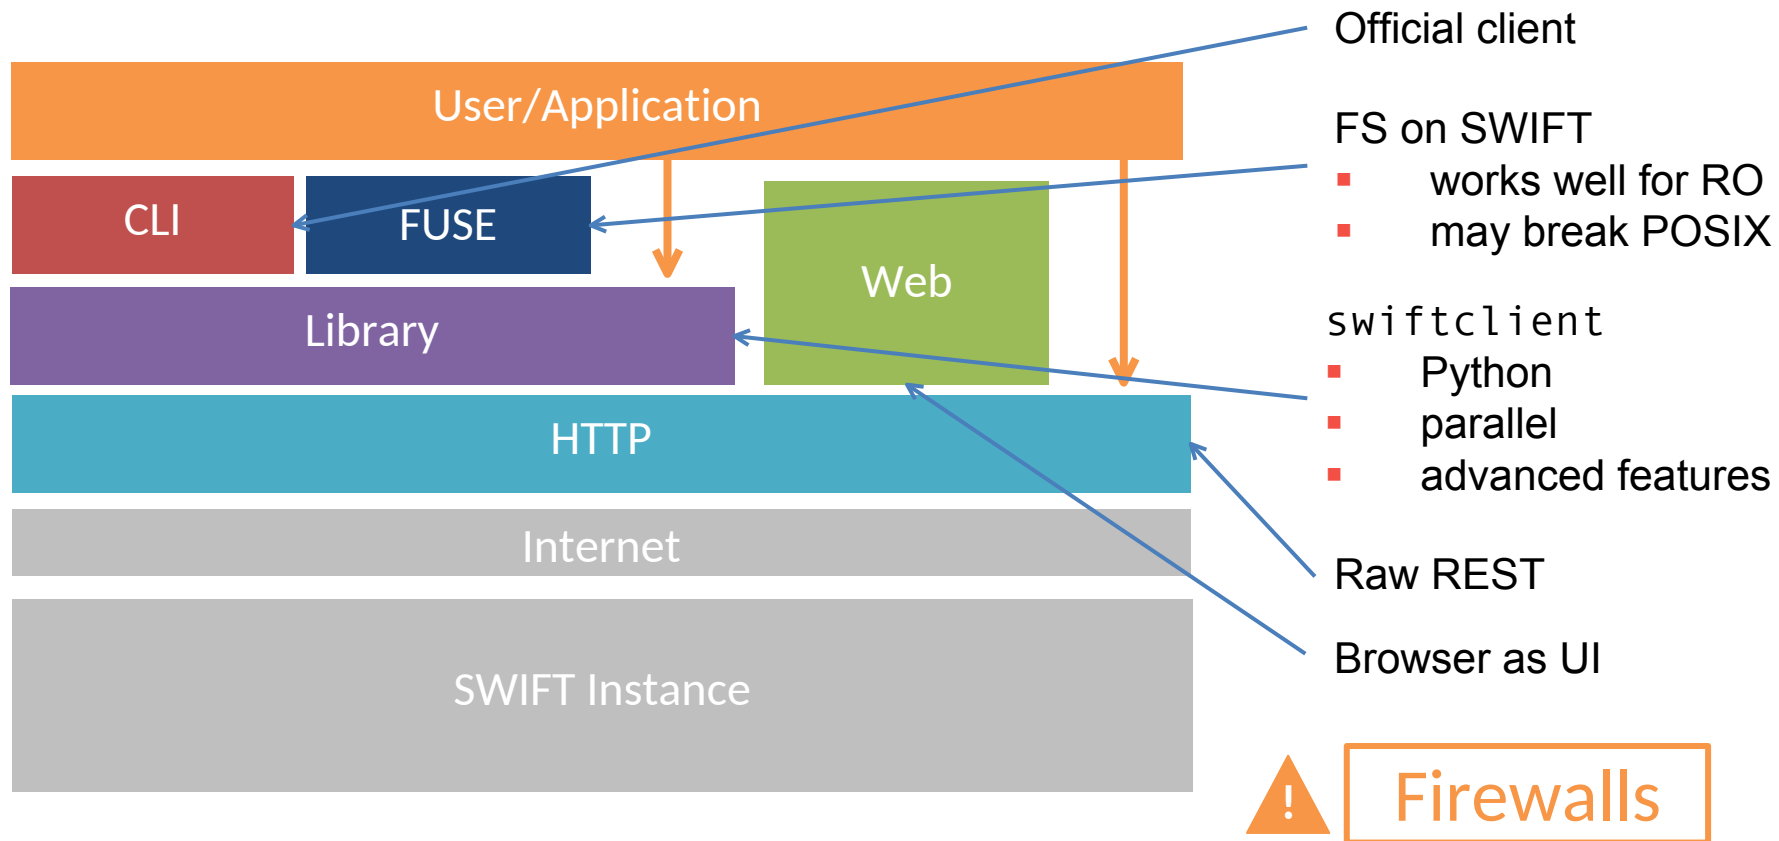 User/Application
CLI
FUSE
Web
Library
HTTP
Internet
SWIFT Instance
Official client
FS on SWIFT
▪ works well for RO
▪ may break POSIX
swiftclient
▪ Python
▪ parallel
▪ advanced features
Raw REST
Browser as UI
! Firewalls